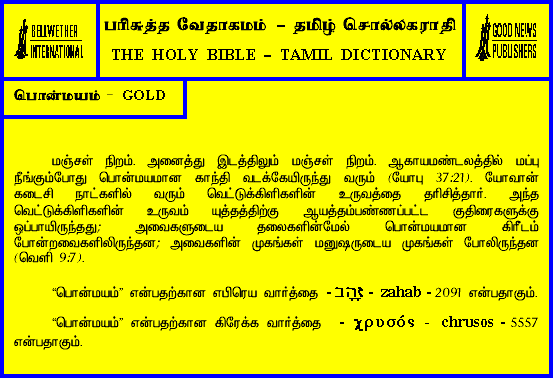 BELLWETHER
INTERNATIONAL
பரிசுத்த வேதாகமம் – தமிழ் சொல்லகராதி
THE HOLY BIBLE – TAMIL DICTIONARY
GOOD NEWS
PUBLISHERS
பொன்மயம் – GOLD
மஞ்சள் நிறம். அனைத்து இடத்திலும் மஞ்சள் நிறம். ஆகாயமண்டலத்தில் மப்பு
நீங்கும்போது பொன்மயமான காந்தி வடக்கேயிருந்து வரும் (யோபு 37:21). யோவான்
கடைசி நாட்களில் வரும் வெட்டுக்கிளிகளின் உருவத்தை தரிசித்தார். அந்த
வெட்டுக்கிளிகளின் உருவம் யுத்தத்திற்கு ஆயத்தம்பண்ணப்பட்ட குதிரைகளுக்கு
ஒப்பாயிருந்தது; அவைகளுடைய தலைகளின்மேல் பொன்மயமான கிரீடம்
போன்றவைகளிலிருந்தன; அவைகளின் முகங்கள் மனுஷருடைய முகங்கள் போலிருந்தன
(வெளி 9:7).
“பொன்மயம்” என்பதற்கான எபிரெய வார்த்தை - זָהָב - zahab - 2091 என்பதாகும்.
“பொன்மயம்” என்பதற்கான கிரேக்க வார்த்தை - χρυσός - chrusos - 5557
என்பதாகும்.